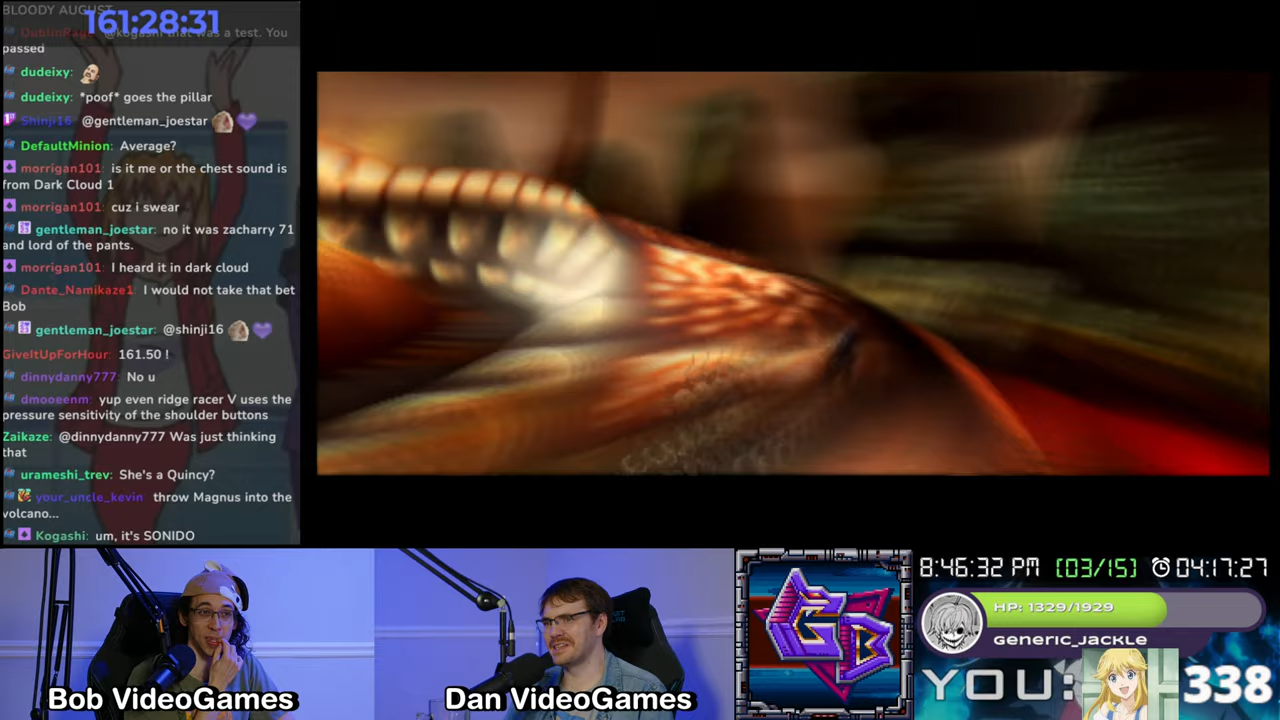 BLOODY AUGUST
161:28:31
DublinRage: @kogashi that was a test. You
passed
dudeixy:
dudeixy: *poof* goes the pillar
Shinji16 @gentleman_joestar
DefaultMinion: Average?
morrigan101: is it me or the chest sound is
from Dark Cloud 1
morrigan101: cuz i swear
gentleman_joestar: no it was zacharry 71
and lord of the pants.
morrigan101: I heard it in dark cloud
Dante_Namikaze1: I would not take that bet
Bob
gentleman_joestar: @shinji16
GiveItUpForHour: 161.50 !
dinnydanny777: No u
dmooeenm: yup even ridge racer V uses the
pressure sensitivity of the shoulder buttons
Zaikaze: @dinnydanny777 Was just thinking
that
urameshi_trev: She's a Quincy?
your_uncle_kevin throw Magnus into the
volcano...
Kogashi: um, it's SONIDO
Bob VideoGames
Dan VideoGames
GB
8:46:32 PM [03/15] 04:17:27
HP: 1329/1929
GENERIC_JACKLE
YOU: 338